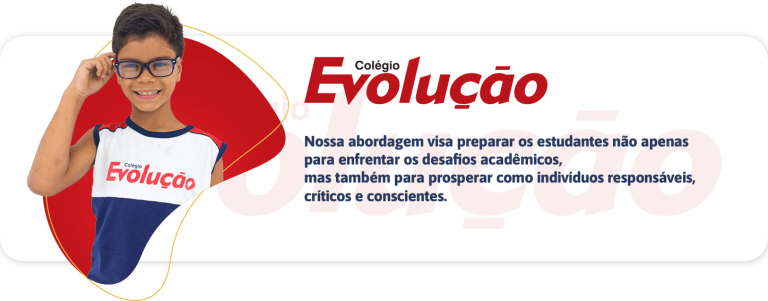 Colégio
Evolução
Nossa abordagem visa preparar os estudantes não apenas
para enfrentar os desafios acadêmicos,
mas também para prosperar como indivíduos responsáveis,
críticos e conscientes.
Colégio
Evolução